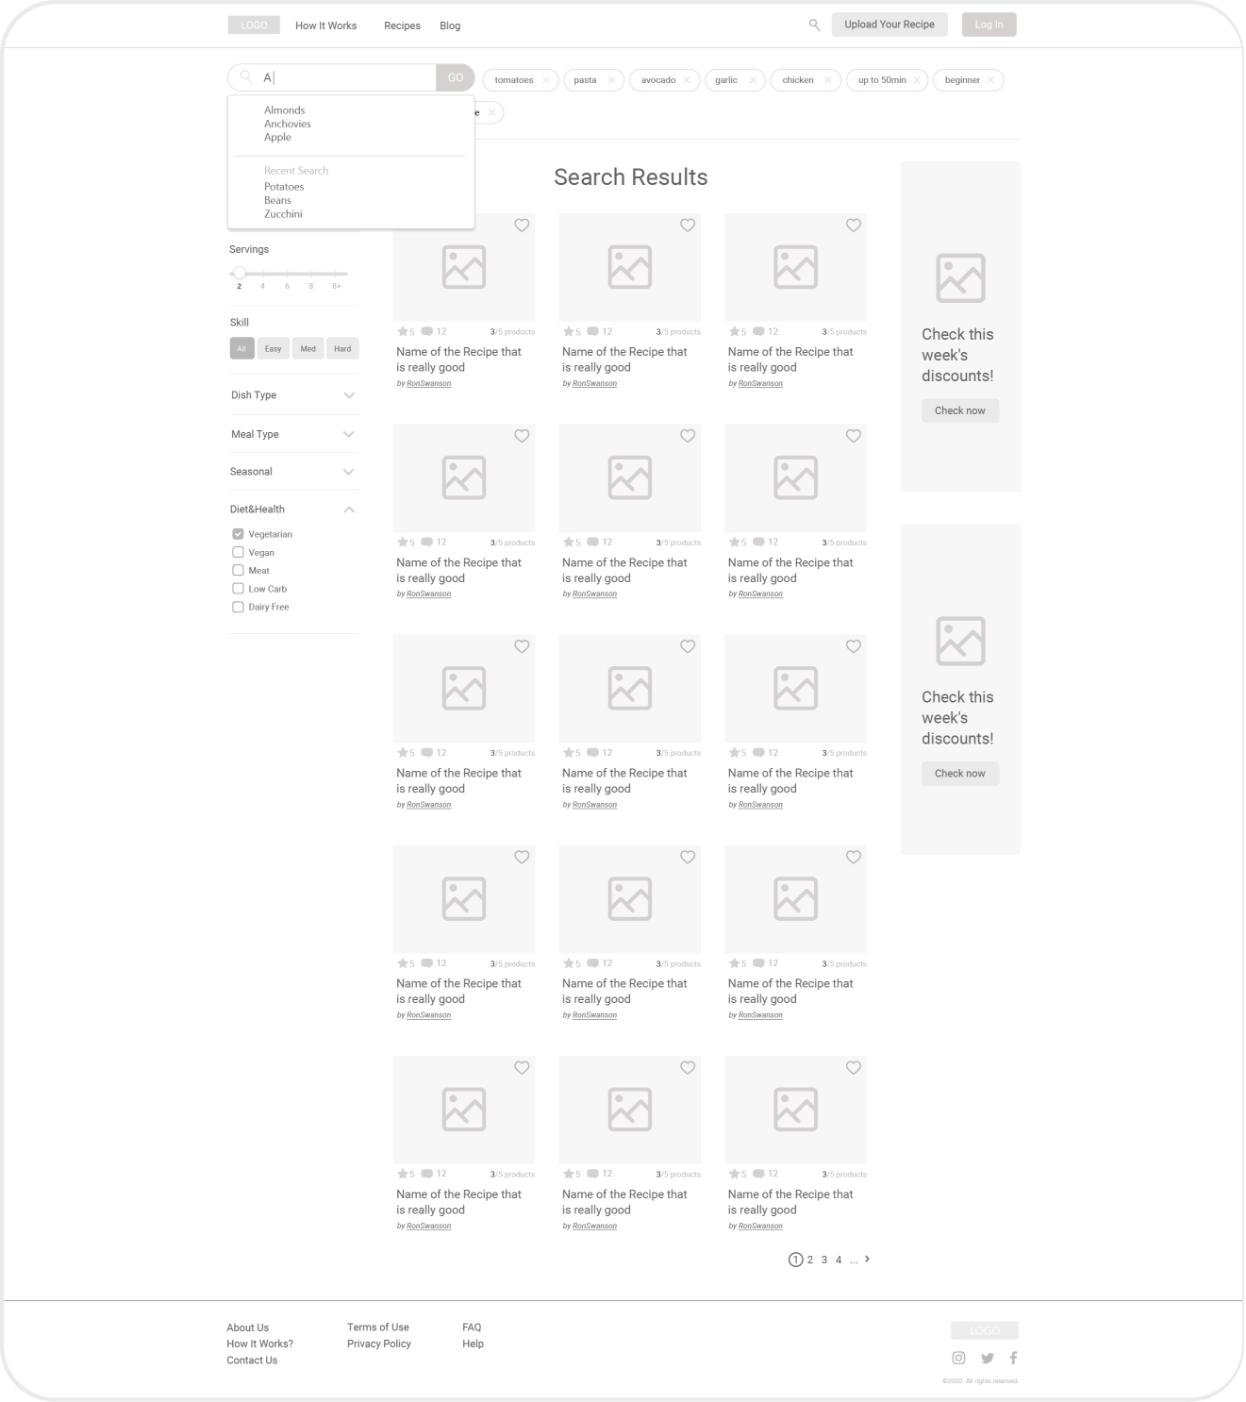 LOGO How It Works Recipes Blog Upload Your Recipe Log In
A GO tomatoes pasta avocado garlic chicken up to 50min beginner
Almonds
Anchovies
Apple
Recent Search
Potatoes
Beans
Zucchini
Search Results
Servings
2 4 6 8 8+
Skill
All Easy Med Hard
Dish Type
Meal Type
Seasonal
Diet&Health
Vegetarian
Vegan
Meat
Low Carb
Dairy Free
5 12 3/5 products 5 12 3/5 products 5 12 3/5 products
Name of the Recipe that Name of the Recipe that Name of the Recipe that
is really good is really good is really good
by RonSwanson by RonSwanson by RonSwanson
5 12 3/5 products 5 12 3/5 products 5 12 3/5 products
Name of the Recipe that Name of the Recipe that Name of the Recipe that
is really good is really good is really good
by RonSwanson by RonSwanson by RonSwanson
5 12 3/5 products 5 12 3/5 products 5 12 3/5 products
Name of the Recipe that Name of the Recipe that Name of the Recipe that
is really good is really good is really good
by RonSwanson by RonSwanson by RonSwanson
5 12 3/5 products 5 12 3/5 products 5 12 3/5 products
Name of the Recipe that Name of the Recipe that Name of the Recipe that
is really good is really good is really good
by RonSwanson by RonSwanson by RonSwanson
5 12 3/5 products 5 12 3/5 products 5 12 3/5 products
Name of the Recipe that Name of the Recipe that Name of the Recipe that
is really good is really good is really good
by RonSwanson by RonSwanson by RonSwanson
1 2 3 4 ...
Check this
week's
discounts!
Check now
Check this
week's
discounts!
Check now
About Us Terms of Use FAQ LOGO
How It Works? Privacy Policy Help
Contact Us
©2020 All rights reserved.